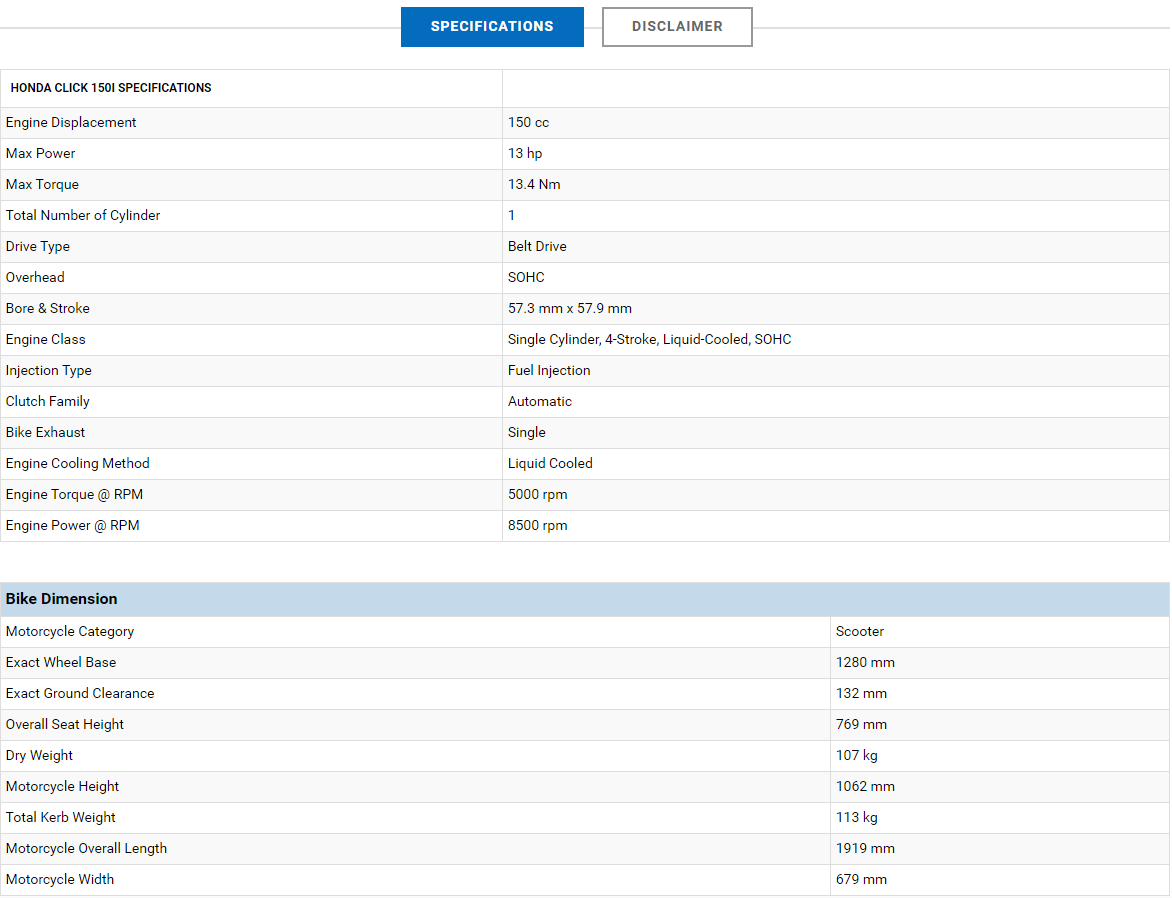 SPECIFICATIONS DISCLAIMER
HONDA CLICK 150I SPECIFICATIONS
Engine Displacement 150 cc
Max Power 13 hp
Max Torque 13.4 Nm
Total Number of Cylinder 1
Drive Type Belt Drive
Overhead SOHC
Bore & Stroke 57.3 mm x 57.9 mm
Engine Class Single Cylinder, 4-Stroke, Liquid-Cooled, SOHC
Injection Type Fuel Injection
Clutch Family Automatic
Bike Exhaust Single
Engine Cooling Method Liquid Cooled
Engine Torque @ RPM 5000 rpm
Engine Power @ RPM 8500 rpm
Bike Dimension
Motorcycle Category Scooter
Exact Wheel Base 1280 mm
Exact Ground Clearance 132 mm
Overall Seat Height 769 mm
Dry Weight 107 kg
Motorcycle Height 1062 mm
Total Kerb Weight 113 kg
Motorcycle Overall Length 1919 mm
Motorcycle Width 679 mm